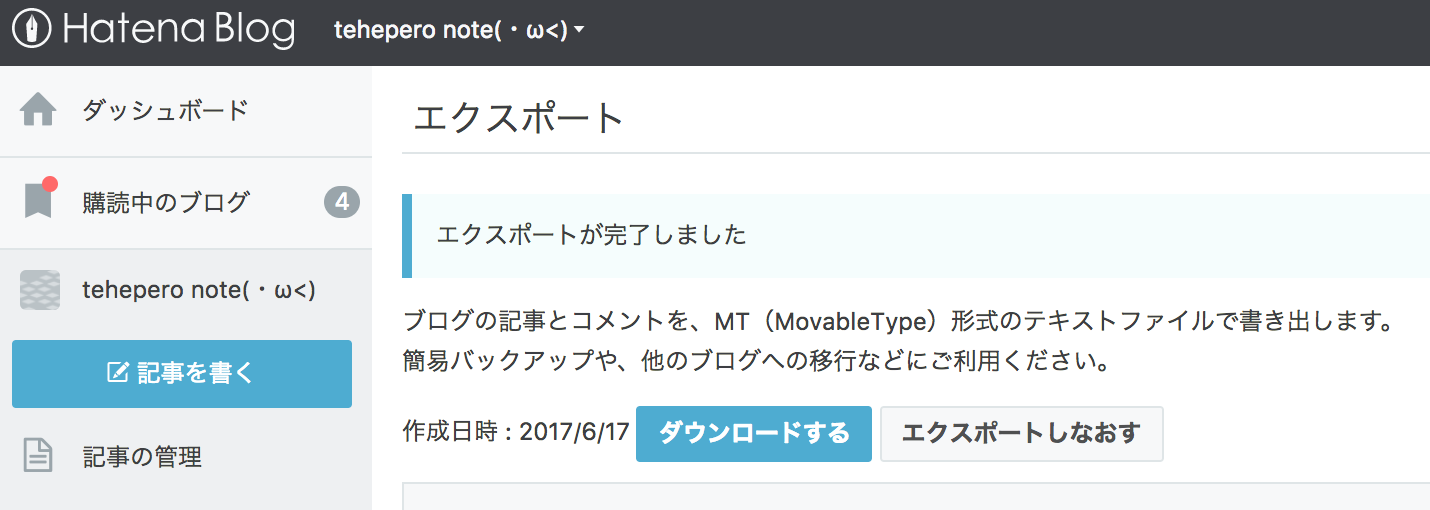 Hatena Blog
tehepero note(・ω<)
ダッシュボード
購読中のブログ
4
tehepero note(・ω<)
記事を書く
記事の管理
エクスポート
エクスポートが完了しました
ブログの記事とコメントを、MT（MovableType）形式のテキストファイルで書き出します。
簡易バックアップや、他のブログへの移行などにご利用ください。
作成日時 : 2017/6/17 ダウンロードする エクスポートしなおす